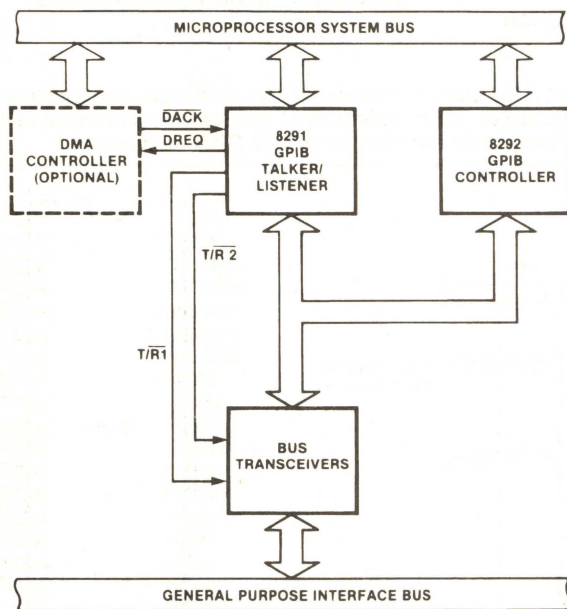 MICROPROCESSOR SYSTEM BUS
DMA
CONTROLLER
(OPTIONAL)
DACK
DREQ
8291
GPIB
TALKER/
LISTENER
8292
GPIB
CONTROLLER
T/R 2
T/R1
BUS
TRANSCEIVERS
GENERAL PURPOSE INTERFACE BUS